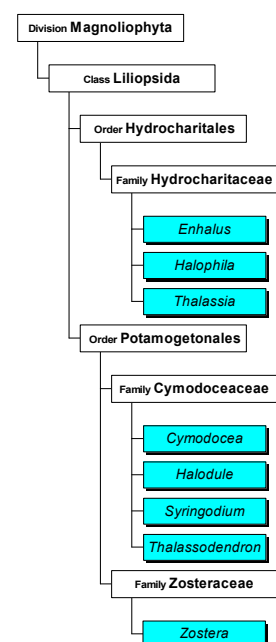 Division Magnoliophyta
Class Liliopsida
Order Hydrocharitales
Family Hydrocharitaceae
Enhalus
Halophila
Thalassia
Order Potamogetonales
Family Cymodoceaceae
Cymodocea
Halodule
Syringodium
Thalassodendron
Family Zosteraceae
Zostera